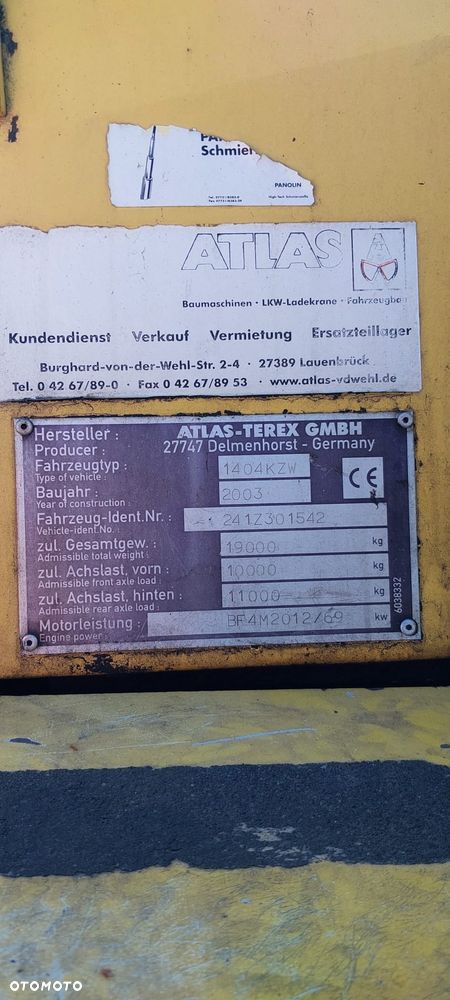 Schmier
PANOLIN
ATLAS
Baumaschinen · LKW-Ladekrane · Fahrzeugbau
Kundendienst Verkauf Vermietung Ersatzteillager
Burghard-von-der-Wehl-Str. 2-4 · 27389 Lauenbrück
Tel. 0 42 67/89-0 · Fax 0 42 67/89 53 · www.atlas-vdwehl.de
Hersteller : ATLAS-TEREX GMBH
Producer : 27747 Delmenhorst - Germany
Fahrzeugtyp : 1404KZW CE
Type of vehicle :
Baujahr : 2003
Year of construction :
Fahrzeug-Ident.Nr. : 241Z301542
Vehicle-ident.No. :
zul. Gesamtgew. : 19000 kg
Admissible total weight :
zul. Achslast, vorn : 10000 kg
Admissible front axle load :
zul. Achslast, hinten : 11000 kg
Admissible rear axle load :
Motorleistung : BF4M2012/69 kw
Engine power :
6038332
OTOMOTO